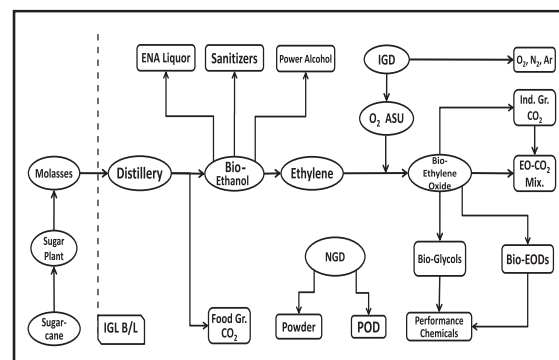 ENA Liquor
Sanitizers
Power Alcohol
IGD
O₂, N₂, Ar
O₂ ASU
Ind. Gr.
CO₂
Molasses
Distillery
Bio-
Ethanol
Ethylene
Bio-
Ethylene
Oxide
EO-CO₂
Mix.
Sugar
Plant
NGD
Bio-Glycols
Bio-EODs
Sugar-
cane
IGL B/L
Food Gr.
CO₂
Powder
POD
Performance
Chemicals